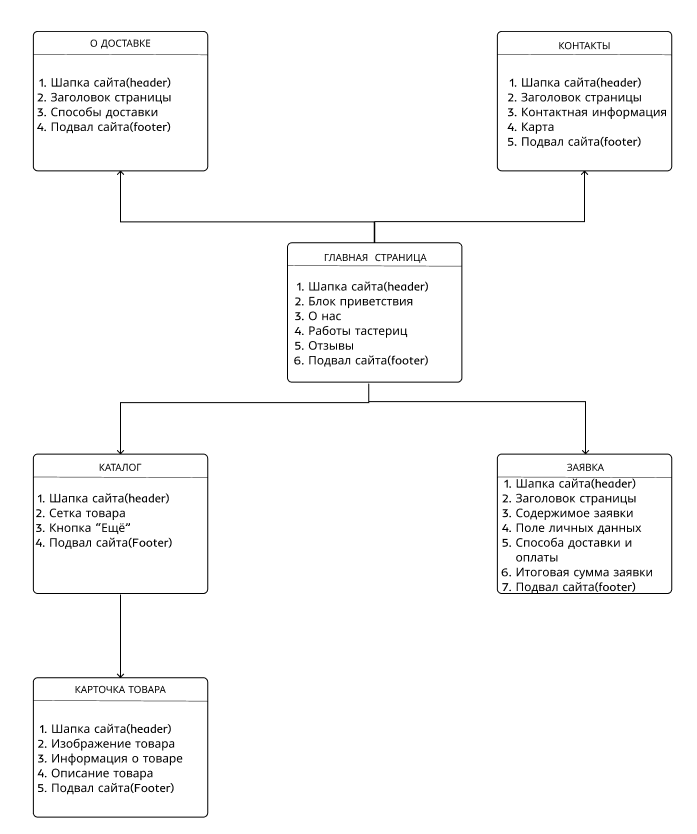 О ДОСТАВКЕ
1. Шапка сайта(header)
2. Заголовок страницы
3. Способы доставки
4. Подвал сайта(footer)
КОНТАКТЫ
1. Шапка сайта(header)
2. Заголовок страницы
3. Контактная информация
4. Карта
5. Подвал сайта(footer)
ГЛАВНАЯ СТРАНИЦА
1. Шапка сайта(header)
2. Блок приветствия
3. О нас
4. Работы тастериц
5. Отзывы
6. Подвал сайта(footer)
КАТАЛОГ
1. Шапка сайта(header)
2. Сетка товара
3. Кнопка "Ещё"
4. Подвал сайта(Footer)
ЗАЯВКА
1. Шапка сайта(header)
2. Заголовок страницы
3. Содержимое заявки
4. Поле личных данных
5. Способа доставки и
оплаты
6. Итоговая сумма заявки
7. Подвал сайта(footer)
КАРТОЧКА ТОВАРА
1. Шапка сайта(header)
2. Изображение товара
3. Информация о товаре
4. Описание товара
5. Подвал сайта(Footer)